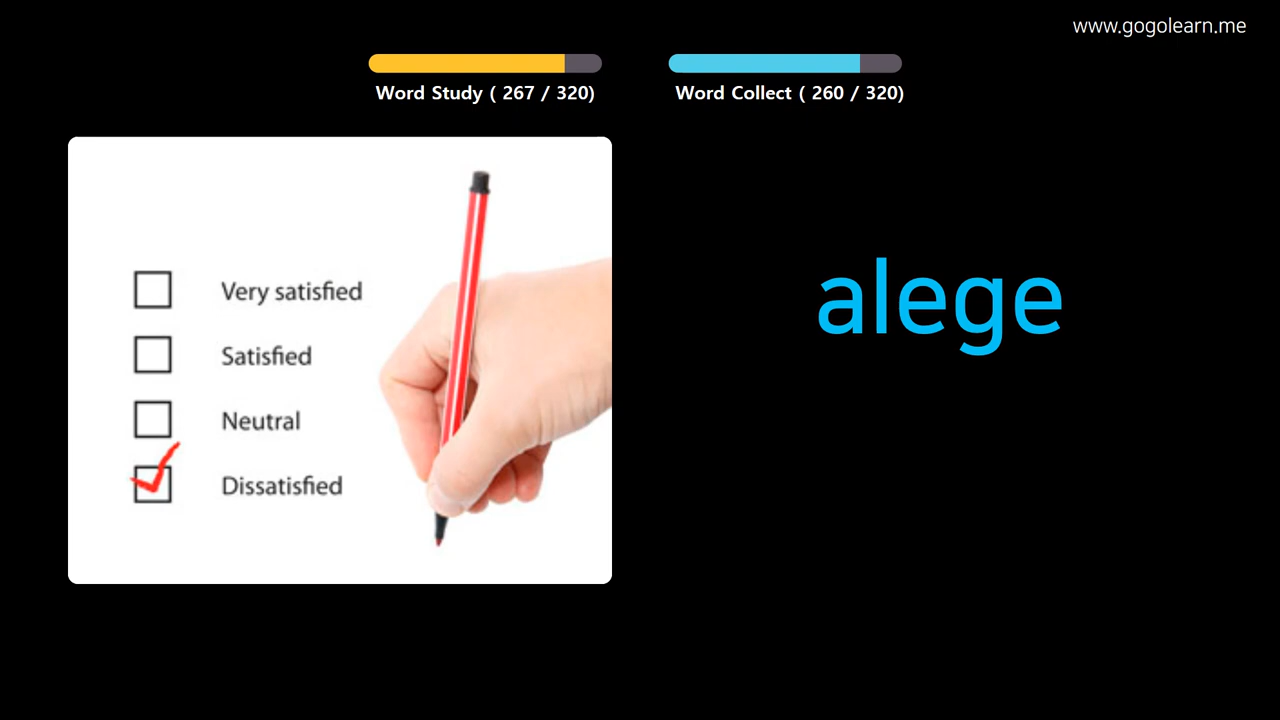 www.gogolearn.me
Word Study ( 267 / 320)
Word Collect ( 260 / 320)
alege
Very satisfied
Satisfied
Neutral
Dissatisfied